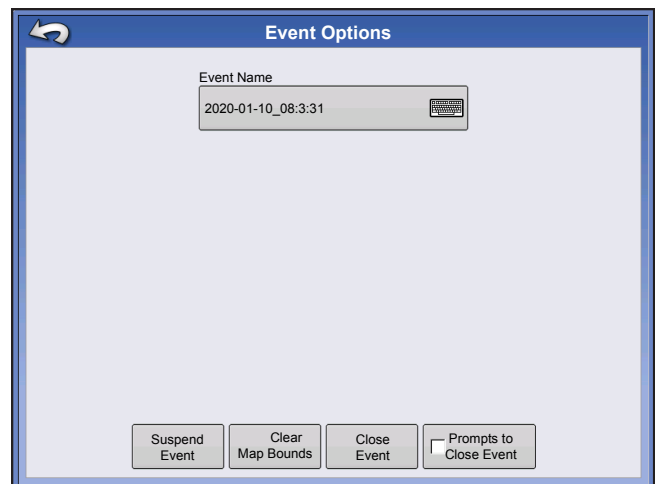 Event Options
Event Name
2020-01-10_08:3:31
Suspend
Event
Clear
Map Bounds
Close
Event
Prompts to
Close Event